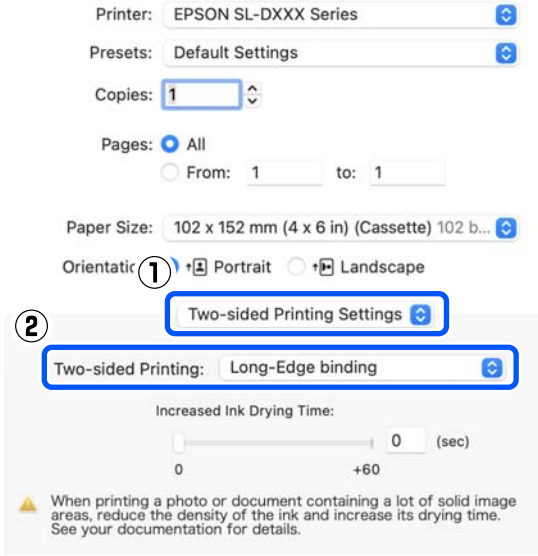 Printer: EPSON SL-DXXX Series
Presets: Default Settings
Copies: 1
Pages: All
From: 1 to: 1
Paper Size: 102 x 152 mm (4 x 6 in) (Cassette) 102 b...
① Portrait Landscape
Two-sided Printing Settings
②
Two-sided Printing: Long-Edge binding
Increased Ink Drying Time:
0 (sec)
0 +60
When printing a photo or document containing a lot of solid image
areas, reduce the density of the ink and increase its drying time.
See your documentation for details.